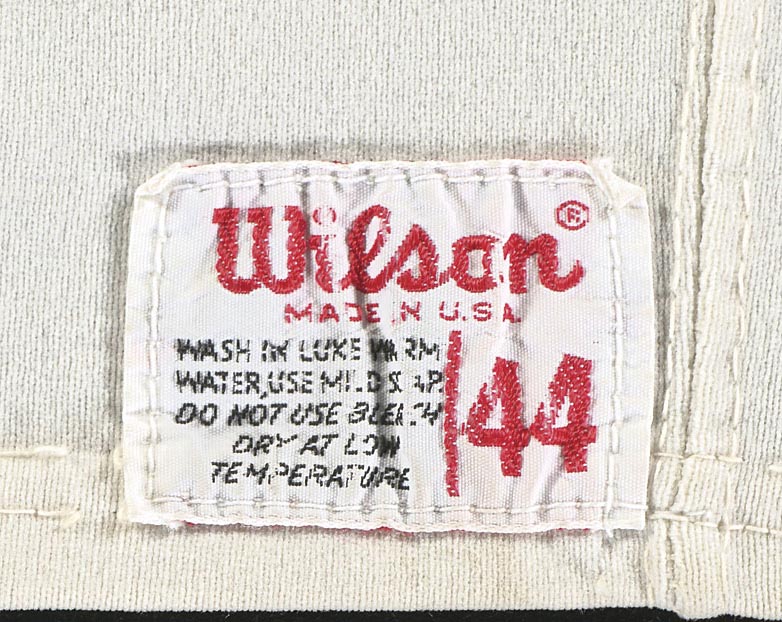 Wilson®
MADE IN U.S.A.
WASH IN LUKE WARM
WATER, USE MILD SOAP
DO NOT USE BLEACH
DRY AT LOW
TEMPERATURE
44